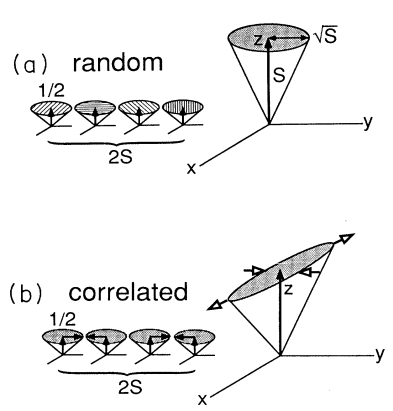 (a) random
1/2
2S
z
√S
S
y
x
(b) correlated
1/2
2S
z
y
x